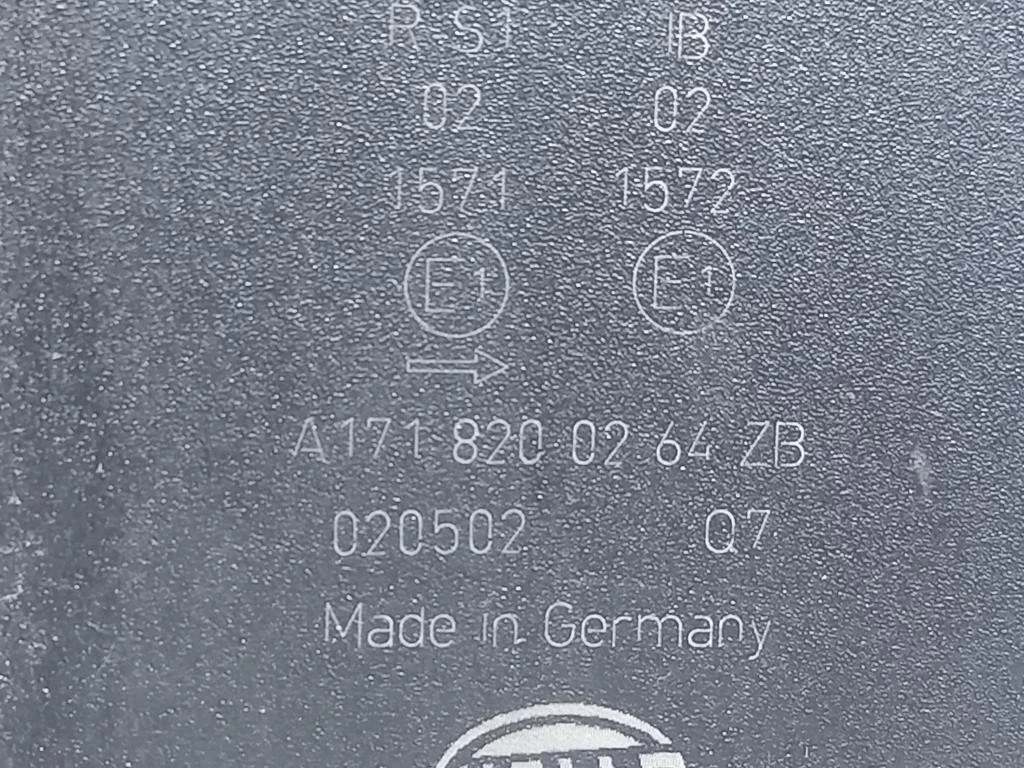 R S1 IB
02 02
1571 1572
E1 E1
A171 820 02 64 ZB
020502 Q7
Made in Germany